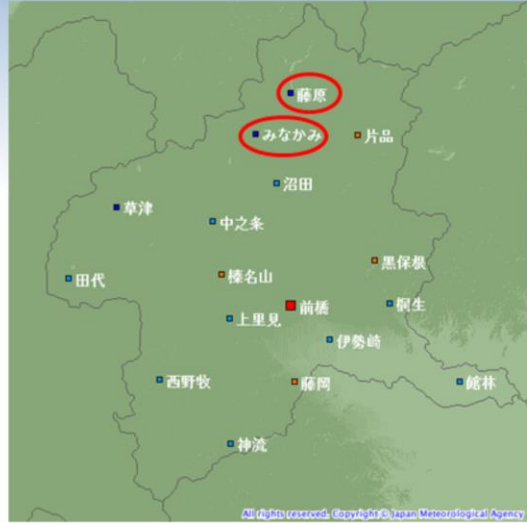 藤原
みなかみ
片品
沼田
草津
中之条
黒保根
田代
榛名山
前橋
桐生
上里見
伊勢崎
西野牧
藤岡
館林
神流
All rights reserved. Copyright © Japan Meteorological Agency